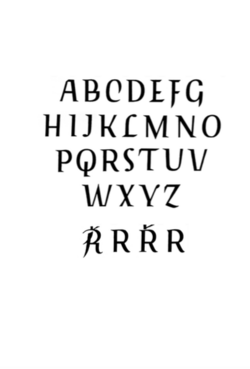 ABCDEFG
HIJKLMNO
PQRSTUV
WXYZ
Ř R Ř R